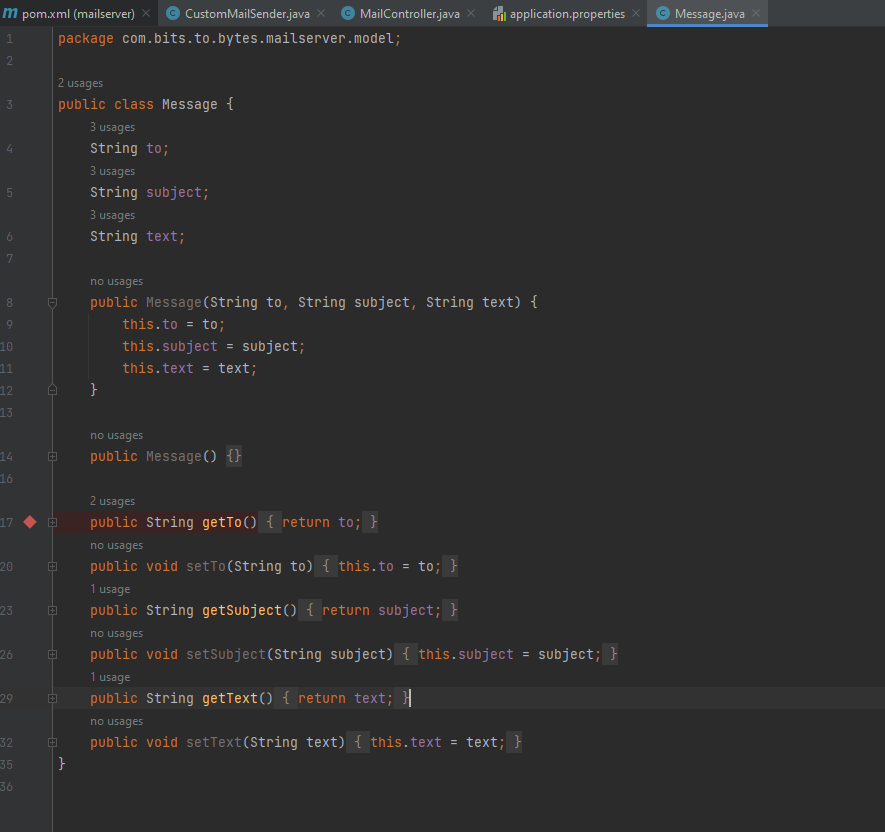 m pom.xml (mailserver) × C CustomMailSender.java × C MailController.java × application.properties × C Message.java ×
1 package com.bits.to.bytes.mailserver.model;
2
2 usages
3 public class Message {
3 usages
4 String to;
3 usages
5 String subject;
3 usages
6 String text;
7
no usages
8 public Message(String to, String subject, String text) {
9 this.to = to;
10 this.subject = subject;
11 this.text = text;
12 }
13
no usages
14 public Message() {}
16
2 usages
17 public String getTo() { return to; }
no usages
20 public void setTo(String to) { this.to = to; }
1 usage
23 public String getSubject() { return subject; }
no usages
26 public void setSubject(String subject) { this.subject = subject; }
1 usage
29 public String getText() { return text; }
no usages
32 public void setText(String text) { this.text = text; }
35 }
36